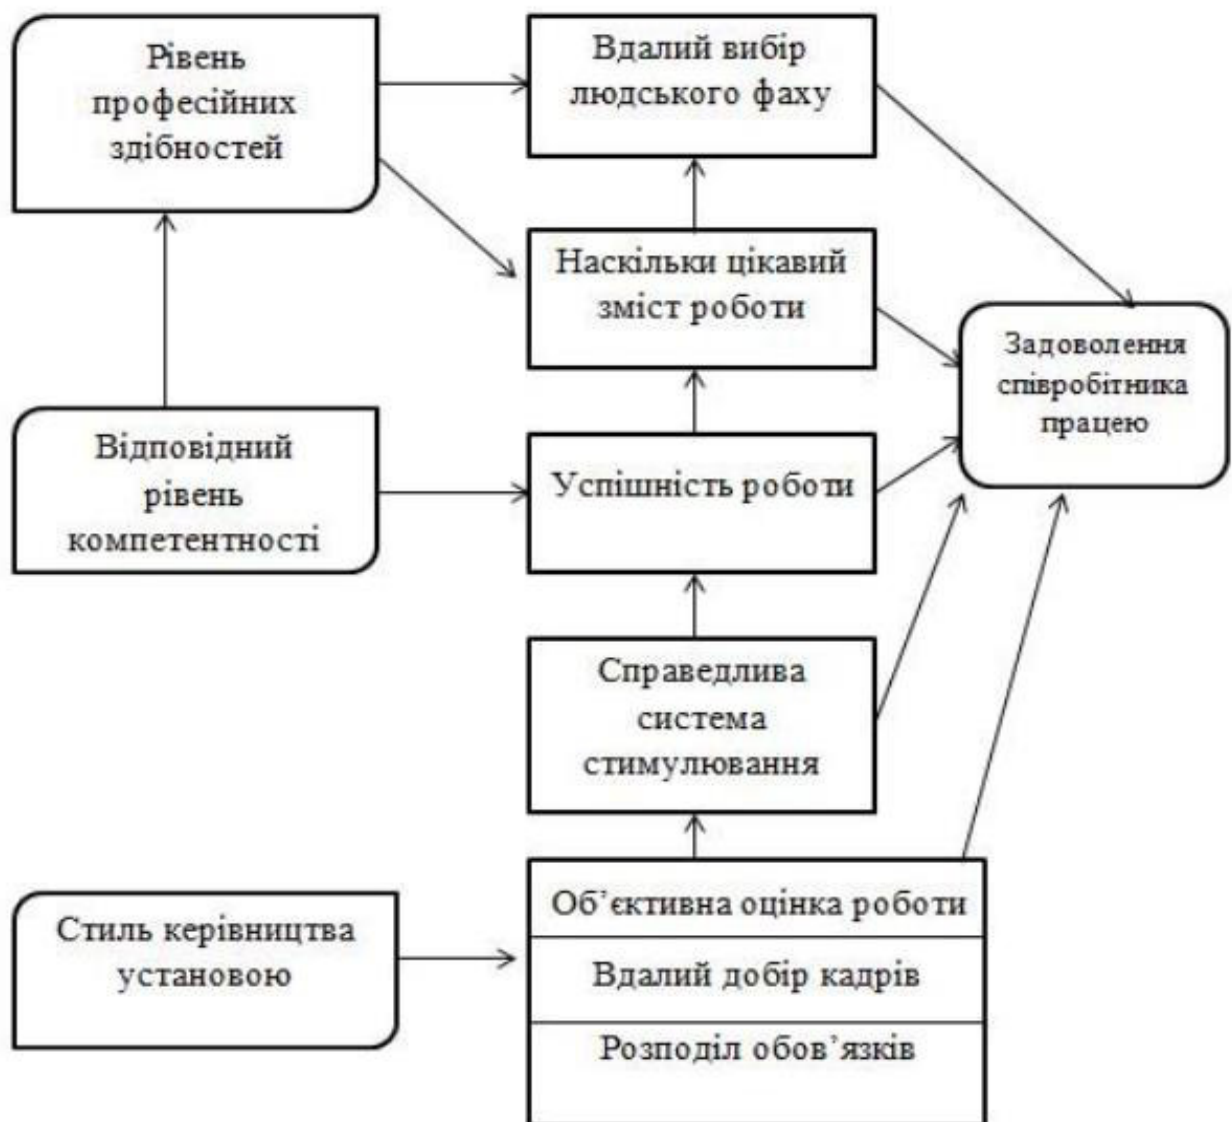 Рівень
професійних
здібностей
Вдалий вибір
людського фаху
Наскільки цікавий
зміст роботи
Задоволення
співробітника
працею
Відповідний
рівень
компетентності
Успішність роботи
Справедлива
система
стимулювання
Стиль керівництва
установою
Об’єктивна оцінка роботи
Вдалий добір кадрів
Розподіл обов’язків